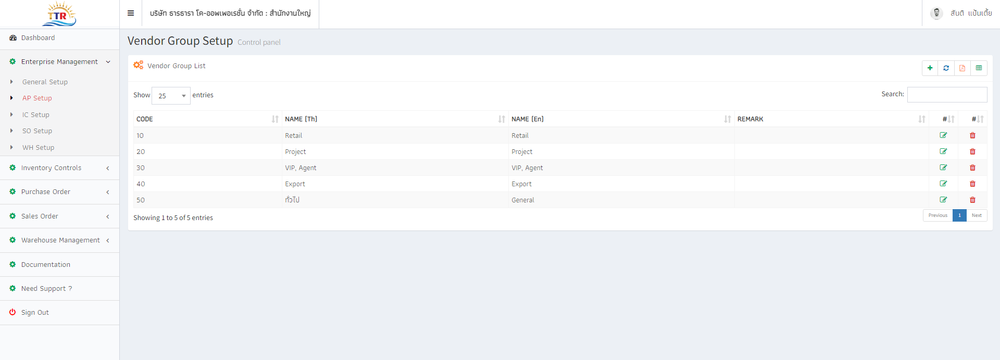 TTR
บริษัท ธารธารา โค-ออพเพอเรชั่น จำกัด : สำนักงานใหญ่
สันติ แป้นเตี้ย
Dashboard
Enterprise Management
General Setup
AP Setup
IC Setup
SO Setup
WH Setup
Inventory Controls
Purchase Order
Sales Order
Warehouse Management
Documentation
Need Support ?
Sign Out
Vendor Group Setup Control panel
Vendor Group List
Show 25 entries
Search:
CODE NAME [Th] NAME [En] REMARK # #
10 Retail Retail
20 Project Project
30 VIP, Agent VIP, Agent
40 Export Export
50 ทั่วไป General
Showing 1 to 5 of 5 entries
Previous 1 Next